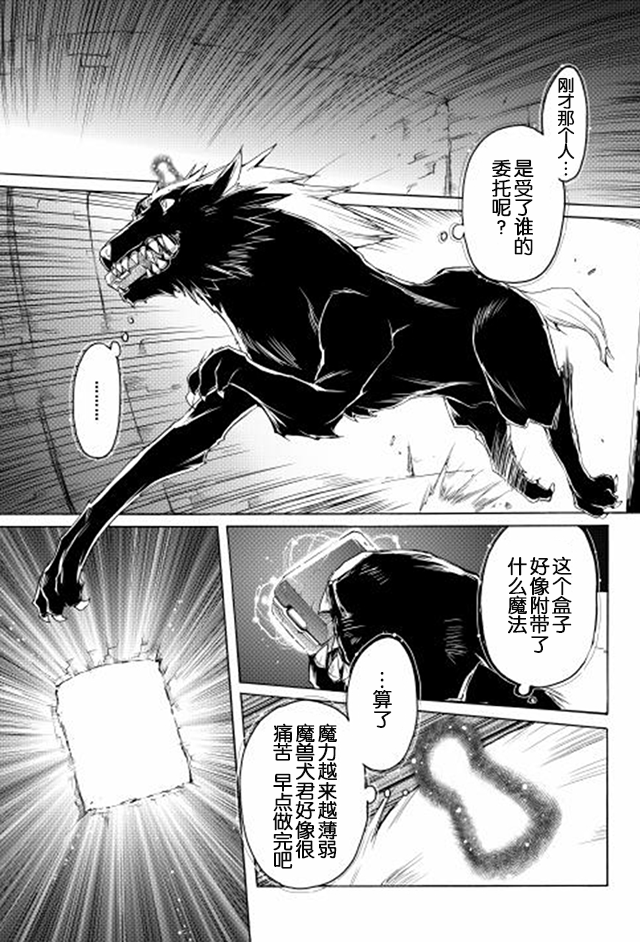 刚才那个人…
是受了谁的
委托呢？
………
这个盒子
好像附带了
什么魔法
…算了
魔力越来越薄弱
魔兽犬君好像很
痛苦 早点做完吧